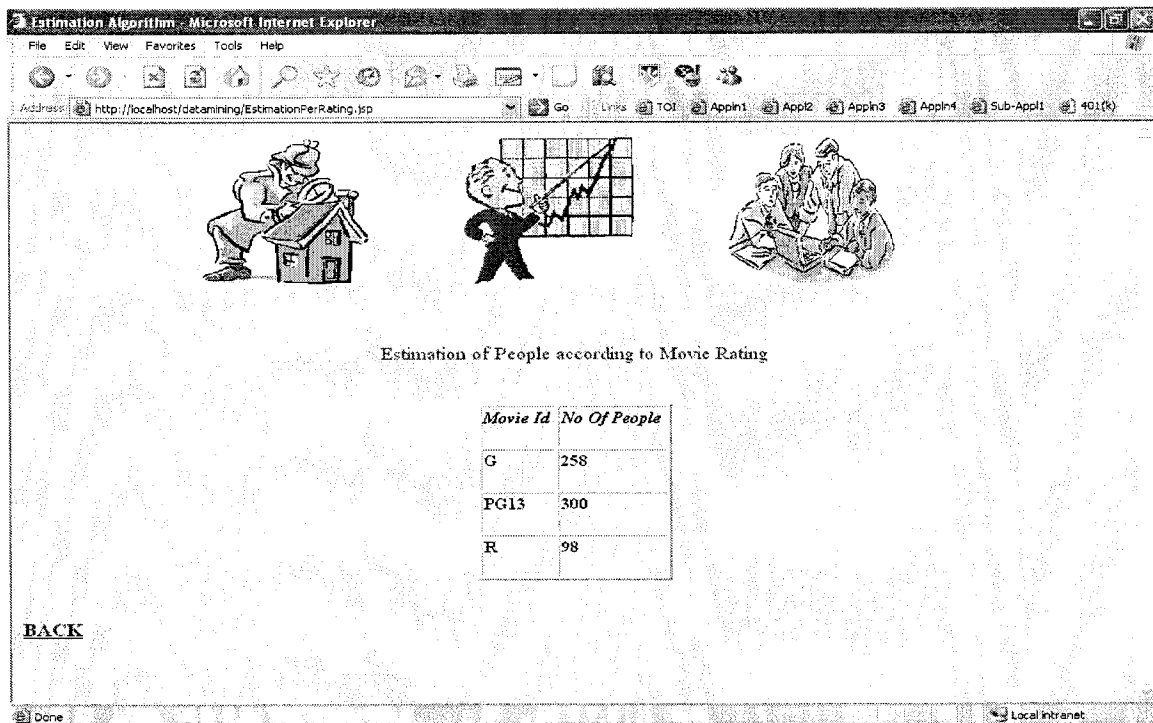 Estimation Algorithm - Microsoft Internet Explorer
File Edit View Favorites Tools Help
Address http://localhost/datamining/EstimationPerRating.jsp Go Links TOI Appln1 Appl2 Appln3 Appln4 Sub-Appl1 401(k)
Estimation of People according to Movie Rating
Movie Id No Of People
G 258
PG13 300
R 98
BACK
Done Local intranet